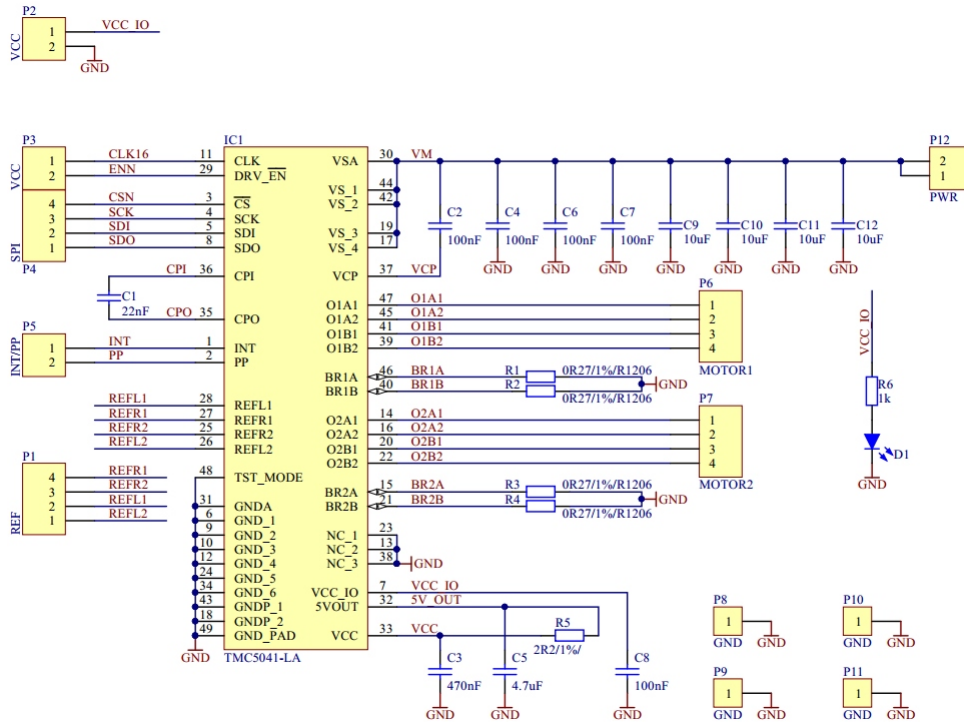 P2
VCC
1 VCC_IO
2
GND
P3
VCC
1 CLK16
2 ENN
4 CSN
3 SCK
2 SDI
1 SDO
SPI
P4
CPI
C1
22nF
CPO
P5
INT/PP
1 INT
2 PP
REFL1
REFR1
REFR2
REFL2
P1
REF
4 REFR1
3 REFR2
2 REFL1
1 REFL2
IC1
11 CLK VSA 30 VM
29 DRV_EN
VS_1 44
3 CS VS_2 42
4 SCK
5 SDI VS_3 19
8 SDO VS_4 17
36 CPI VCP 37 VCP
O1A1 47 O1A1
35 CPO O1A2 45 O1A2
O1B1 41 O1B1
1 INT O1B2 39 O1B2
2 PP
BR1A 46 BR1A R1 0R27/1%/R1206
BR1B 40 BR1B R2 0R27/1%/R1206
GND
28 REFL1
27 REFR1 O2A1 14 O2A1
25 REFR2 O2A2 16 O2A2
26 REFL2 O2B1 20 O2B1
O2B2 22 O2B2
48 TST_MODE
BR2A 15 BR2A R3 0R27/1%/R1206
31 GNDA BR2B 21 BR2B R4 0R27/1%/R1206
GND
6 GND_1
9 GND_2 NC_1 23
10 GND_3 NC_2 13
12 GND_4 NC_3 38 GND
24 GND_5
34 GND_6 VCC_IO 7 VCC_IO
43 GNDP_1 5VOUT 32 5V_OUT
18 GNDP_2
49 GND_PAD VCC 33 VCC
GND
TMC5041-LA
R5
2R2/1%/
C3
470nF
GND
C5
4.7uF
GND
C8
100nF
GND
C2
100nF
C4
100nF
GND
C6
100nF
GND
C7
100nF
GND
C9
10uF
GND
C10
10uF
GND
C11
10uF
GND
C12
10uF
GND
P12
2
1
PWR
P6
1
2
3
4
MOTOR1
P7
1
2
3
4
MOTOR2
VCC_IO
R6
1k
D1
GND
P8
1
GND
GND
P10
1
GND
GND
P9
1
GND
GND
P11
1
GND
GND